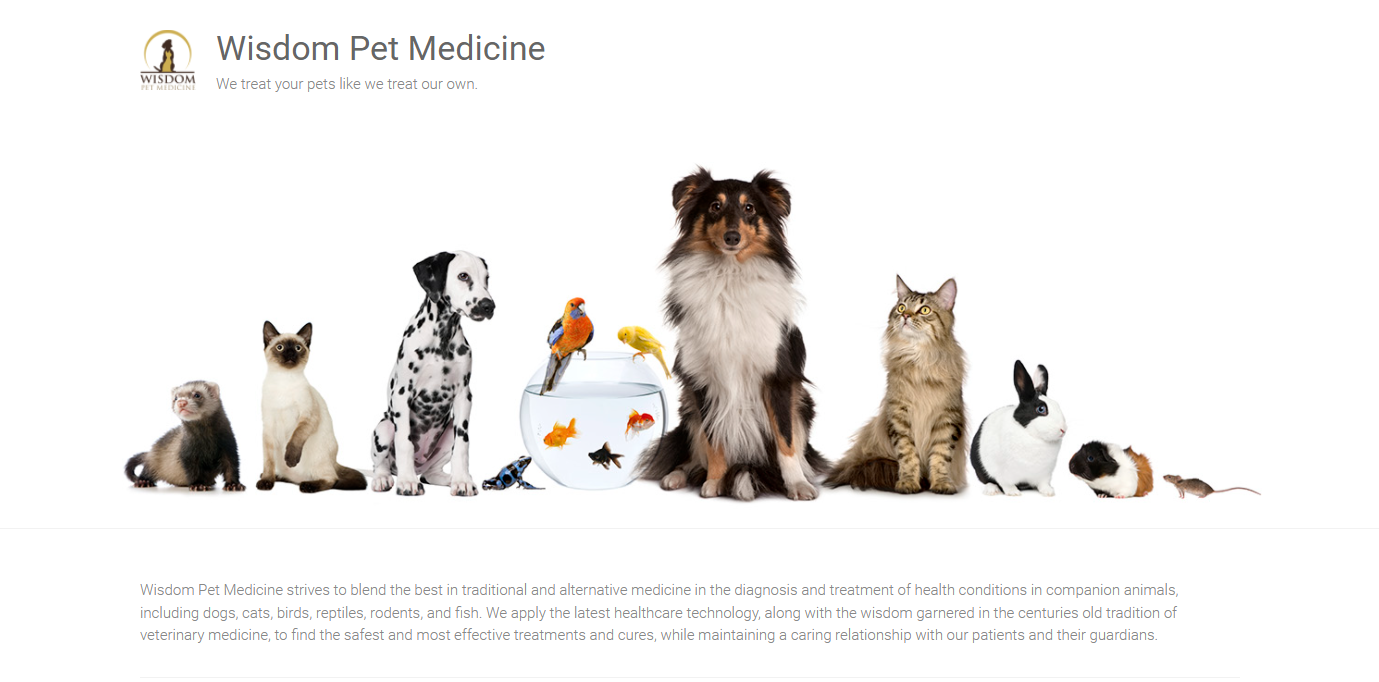 WISDOM
PET MEDICINE
Wisdom Pet Medicine
We treat your pets like we treat our own.
Wisdom Pet Medicine strives to blend the best in traditional and alternative medicine in the diagnosis and treatment of health conditions in companion animals,
including dogs, cats, birds, reptiles, rodents, and fish. We apply the latest healthcare technology, along with the wisdom garnered in the centuries old tradition of
veterinary medicine, to find the safest and most effective treatments and cures, while maintaining a caring relationship with our patients and their guardians.